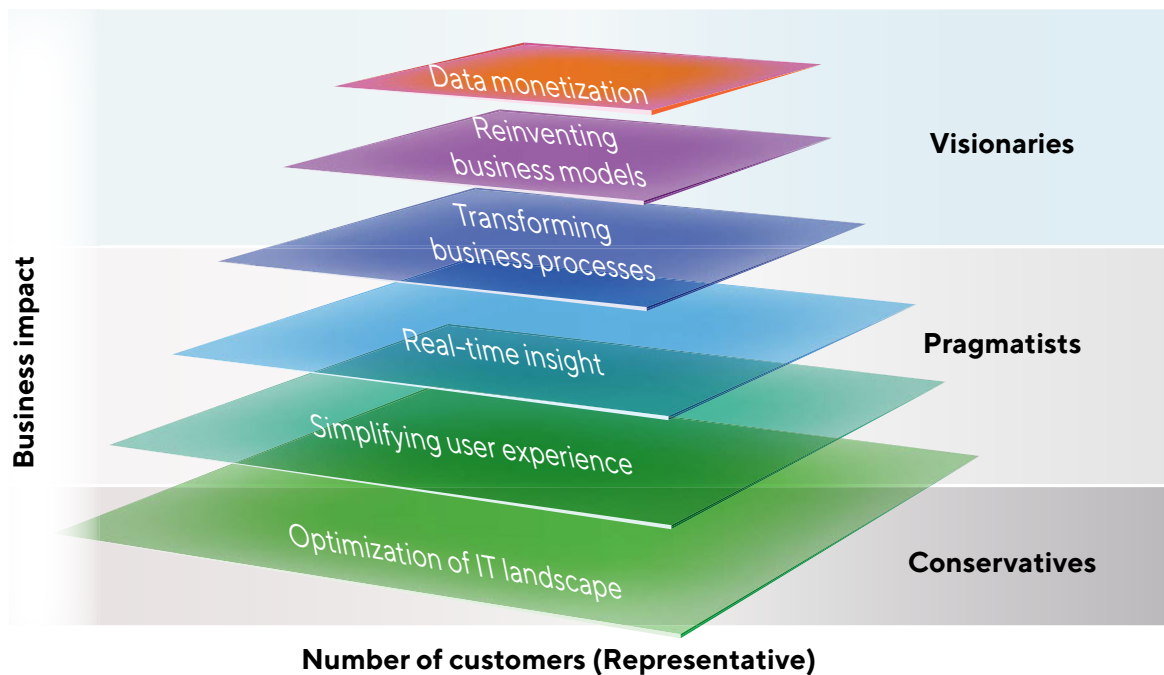 Data monetization
Reinventing
business models
Visionaries
Transforming
business processes
Business impact
Real-time insight
Pragmatists
Simplifying user experience
Optimization of IT landscape
Conservatives
Number of customers (Representative)